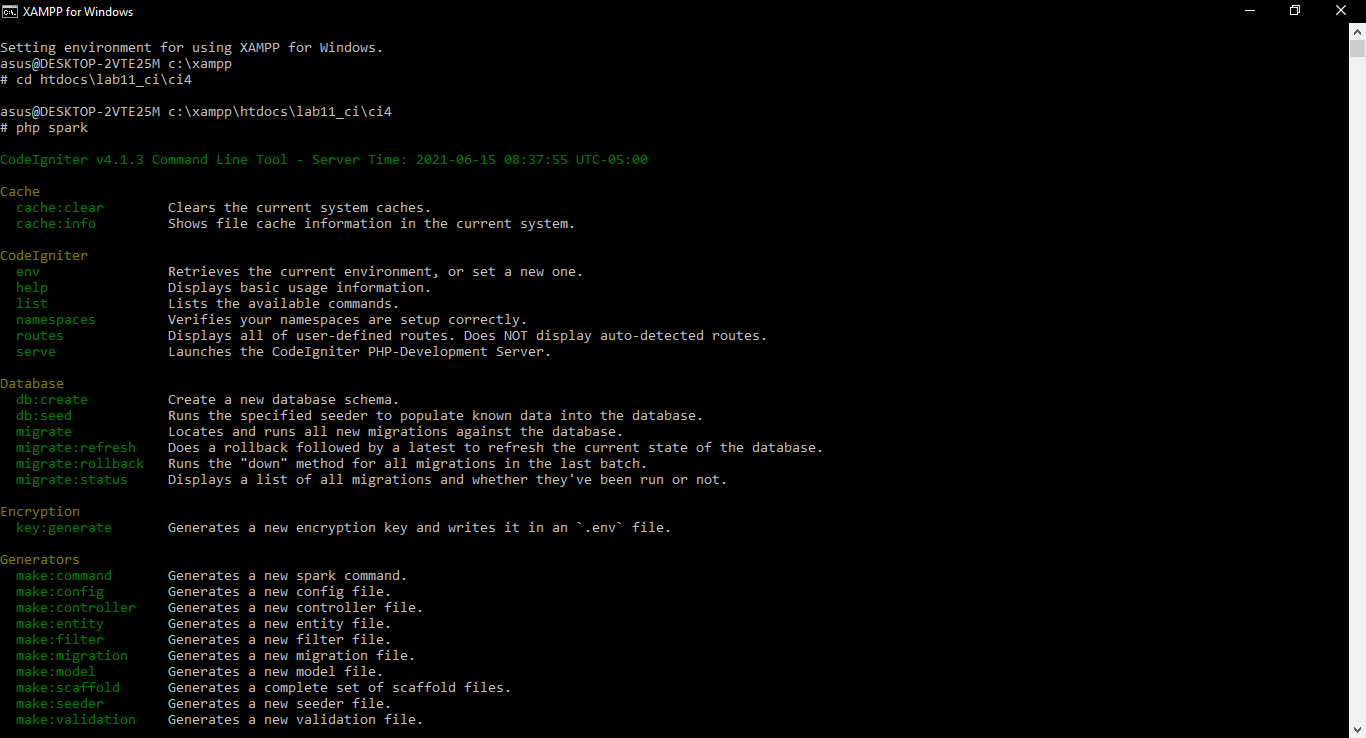 XAMPP for Windows
Setting environment for using XAMPP for Windows.
asus@DESKTOP-2VTE25M c:\xampp
# cd htdocs\lab11_ci\ci4
asus@DESKTOP-2VTE25M c:\xampp\htdocs\lab11_ci\ci4
# php spark
CodeIgniter v4.1.3 Command Line Tool - Server Time: 2021-06-15 08:37:55 UTC-05:00
Cache
cache:clear Clears the current system caches.
cache:info Shows file cache information in the current system.
CodeIgniter
env Retrieves the current environment, or set a new one.
help Displays basic usage information.
list Lists the available commands.
namespaces Verifies your namespaces are setup correctly.
routes Displays all of user-defined routes. Does NOT display auto-detected routes.
serve Launches the CodeIgniter PHP-Development Server.
Database
db:create Create a new database schema.
db:seed Runs the specified seeder to populate known data into the database.
migrate Locates and runs all new migrations against the database.
migrate:refresh Does a rollback followed by a latest to refresh the current state of the database.
migrate:rollback Runs the "down" method for all migrations in the last batch.
migrate:status Displays a list of all migrations and whether they've been run or not.
Encryption
key:generate Generates a new encryption key and writes it in an `.env` file.
Generators
make:command Generates a new spark command.
make:config Generates a new config file.
make:controller Generates a new controller file.
make:entity Generates a new entity file.
make:filter Generates a new filter file.
make:migration Generates a new migration file.
make:model Generates a new model file.
make:scaffold Generates a complete set of scaffold files.
make:seeder Generates a new seeder file.
make:validation Generates a new validation file.